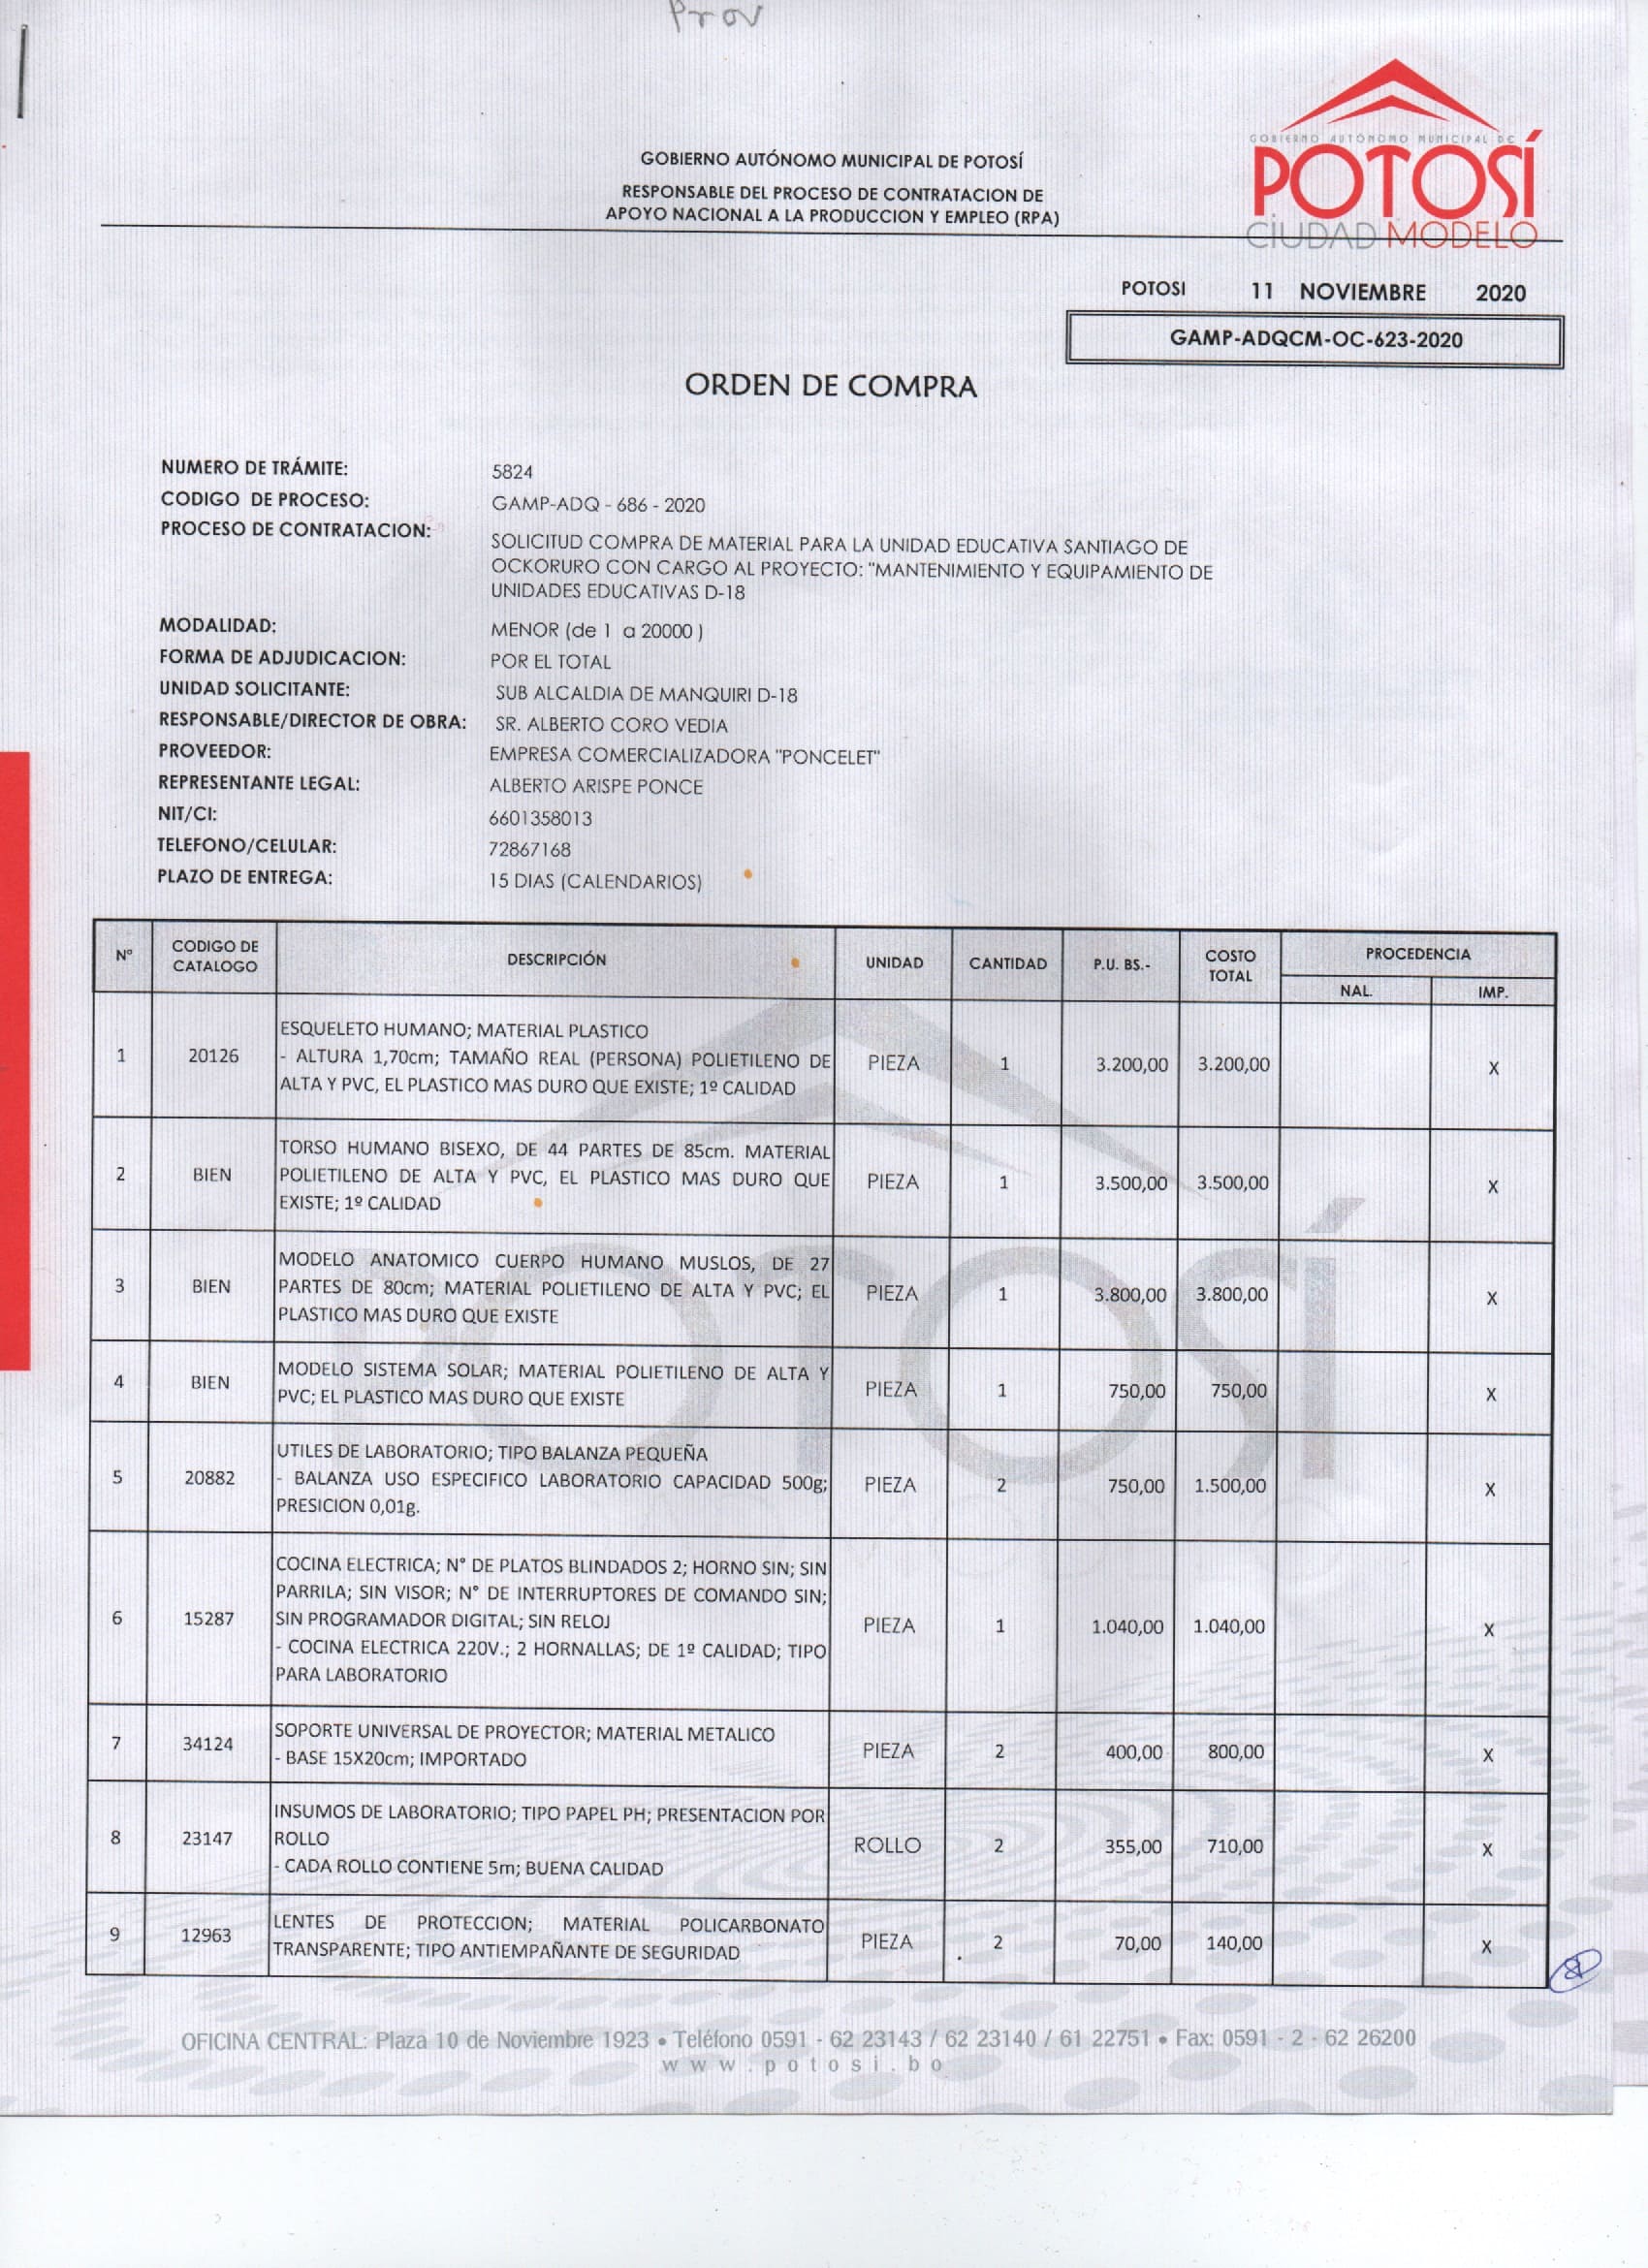 Prov
GOBIERNO AUTÓNOMO MUNICIPAL DE
POTOSÍ
CIUDAD MODELO
GOBIERNO AUTÓNOMO MUNICIPAL DE POTOSÍ
RESPONSABLE DEL PROCESO DE CONTRATACION DE
APOYO NACIONAL A LA PRODUCCION Y EMPLEO (RPA)
POTOSI 11 NOVIEMBRE 2020
GAMP-ADQCM-OC-623-2020
ORDEN DE COMPRA
NUMERO DE TRÁMITE: 5824
CODIGO DE PROCESO: GAMP-ADQ - 686 - 2020
PROCESO DE CONTRATACION: SOLICITUD COMPRA DE MATERIAL PARA LA UNIDAD EDUCATIVA SANTIAGO DE
OCKORURO CON CARGO AL PROYECTO: "MANTENIMIENTO Y EQUIPAMIENTO DE
UNIDADES EDUCATIVAS D-18
MODALIDAD: MENOR (de 1 a 20000 )
FORMA DE ADJUDICACION: POR EL TOTAL
UNIDAD SOLICITANTE: SUB ALCALDIA DE MANQUIRI D-18
RESPONSABLE/DIRECTOR DE OBRA: SR. ALBERTO CORO VEDIA
PROVEEDOR: EMPRESA COMERCIALIZADORA "PONCELET"
REPRESENTANTE LEGAL: ALBERTO ARISPE PONCE
NIT/CI: 6601358013
TELEFONO/CELULAR: 72867168
PLAZO DE ENTREGA: 15 DIAS (CALENDARIOS)
N° CODIGO DE CATALOGO DESCRIPCIÓN UNIDAD CANTIDAD P.U. BS.- COSTO TOTAL PROCEDENCIA
NAL. IMP.
ESQUELETO HUMANO; MATERIAL PLASTICO
1 20126 - ALTURA 1,70cm; TAMAÑO REAL (PERSONA) POLIETILENO DE PIEZA 1 3.200,00 3.200,00 X
ALTA Y PVC, EL PLASTICO MAS DURO QUE EXISTE; 1º CALIDAD
TORSO HUMANO BISEXO, DE 44 PARTES DE 85cm. MATERIAL
2 BIEN POLIETILENO DE ALTA Y PVC, EL PLASTICO MAS DURO QUE PIEZA 1 3.500,00 3.500,00 X
EXISTE; 1º CALIDAD
MODELO ANATOMICO CUERPO HUMANO MUSLOS, DE 27
3 BIEN PARTES DE 80cm; MATERIAL POLIETILENO DE ALTA Y PVC; EL PIEZA 1 3.800,00 3.800,00 X
PLASTICO MAS DURO QUE EXISTE
4 BIEN MODELO SISTEMA SOLAR; MATERIAL POLIETILENO DE ALTA Y PIEZA 1 750,00 750,00 X
PVC; EL PLASTICO MAS DURO QUE EXISTE
UTILES DE LABORATORIO; TIPO BALANZA PEQUEÑA
5 20882 - BALANZA USO ESPECIFICO LABORATORIO CAPACIDAD 500g; PIEZA 2 750,00 1.500,00 X
PRESICION 0,01g.
COCINA ELECTRICA; N° DE PLATOS BLINDADOS 2; HORNO SIN; SIN
PARRILA; SIN VISOR; N° DE INTERRUPTORES DE COMANDO SIN;
6 15287 SIN PROGRAMADOR DIGITAL; SIN RELOJ PIEZA 1 1.040,00 1.040,00 X
- COCINA ELECTRICA 220V.; 2 HORNALLAS; DE 1º CALIDAD; TIPO
PARA LABORATORIO
7 34124 SOPORTE UNIVERSAL DE PROYECTOR; MATERIAL METALICO PIEZA 2 400,00 800,00 X
- BASE 15X20cm; IMPORTADO
INSUMOS DE LABORATORIO; TIPO PAPEL PH; PRESENTACION POR
8 23147 ROLLO ROLLO 2 355,00 710,00 X
- CADA ROLLO CONTIENE 5m; BUENA CALIDAD
9 12963 LENTES DE PROTECCION; MATERIAL POLICARBONATO PIEZA 2 70,00 140,00 X
TRANSPARENTE; TIPO ANTIEMPAÑANTE DE SEGURIDAD
OFICINA CENTRAL: Plaza 10 de Noviembre 1923 • Teléfono 0591 - 62 23143 / 62 23140 / 61 22751 • Fax: 0591 - 2 - 62 26200
www.potosi.bo